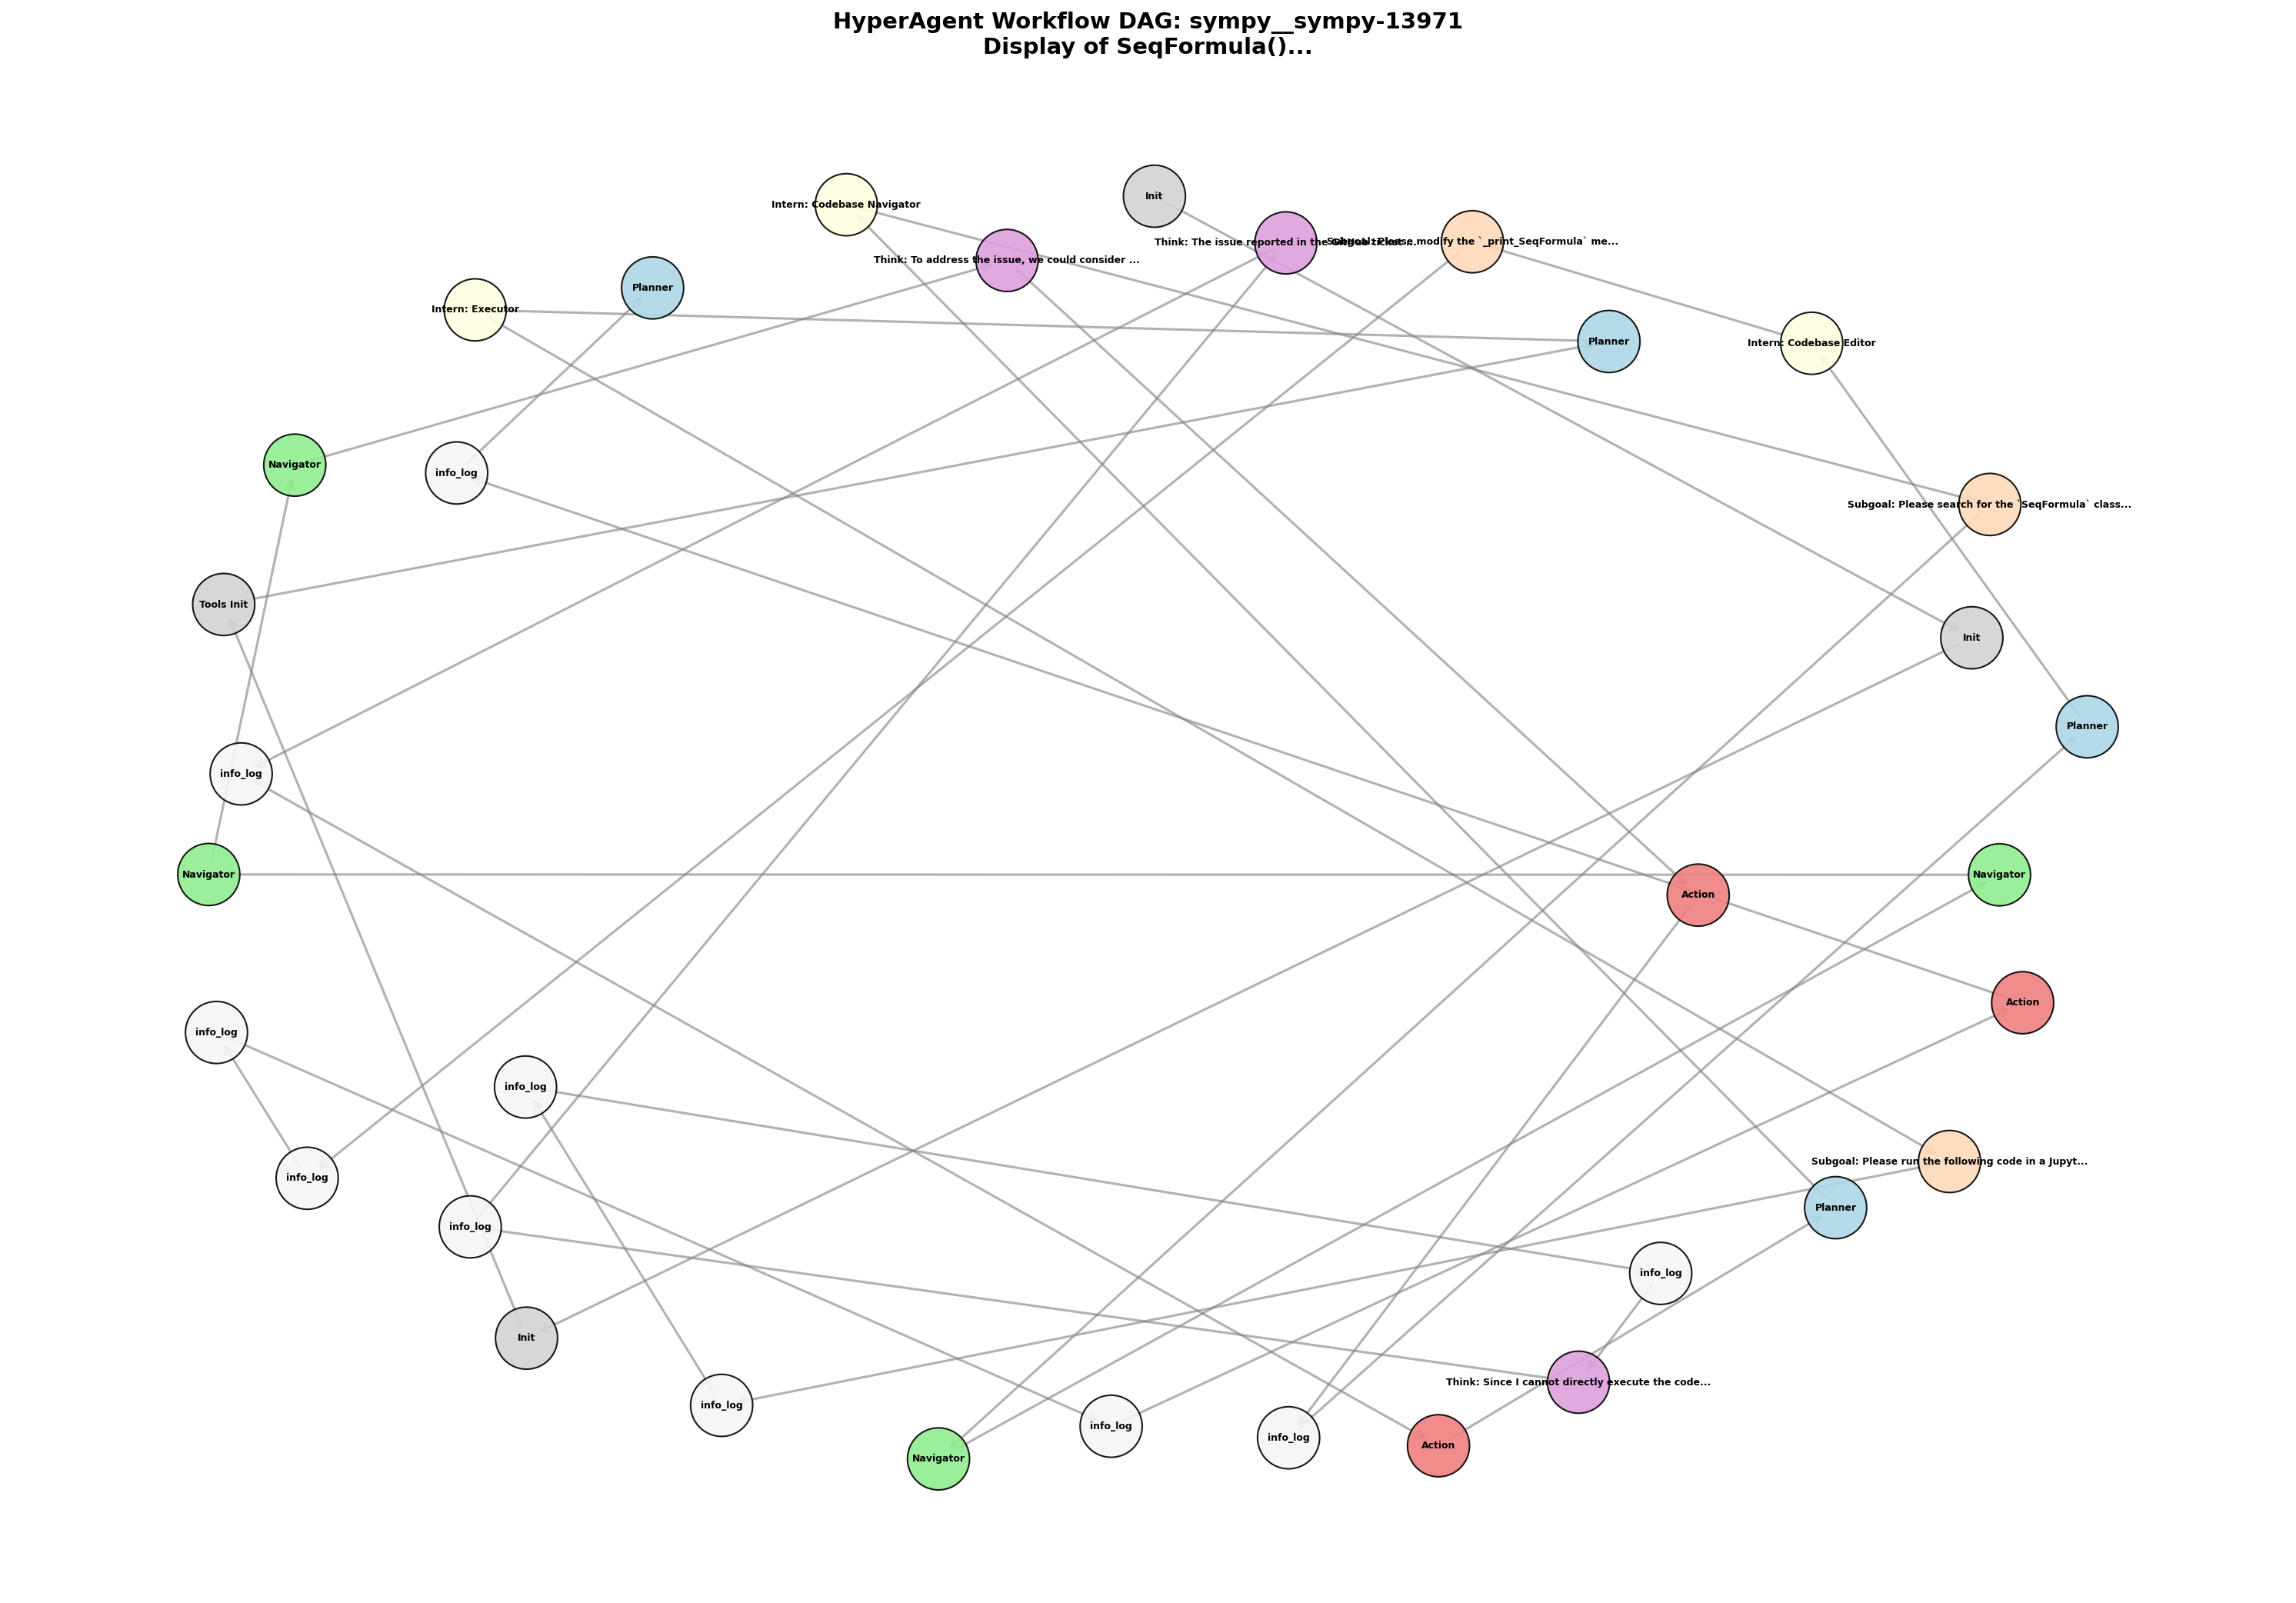 HyperAgent Workflow DAG: sympy__sympy-13971
Display of SeqFormula()...
Init
Intern: Codebase Navigator
Think: The issue reported in the GitHub ticket ...
Subgoal: Please modify the `_print_SeqFormula` me...
Think: To address the issue, we could consider ...
Planner
Intern: Executor
Planner
Intern: Codebase Editor
Navigator
info_log
Subgoal: Please search for the `SeqFormula` class...
Tools Init
Init
Planner
info_log
Navigator
Navigator
Action
Action
info_log
info_log
Subgoal: Please run the following code in a Jupyt...
info_log
Planner
info_log
info_log
Init
Think: Since I cannot directly execute the code...
info_log
info_log
info_log
Action
Navigator